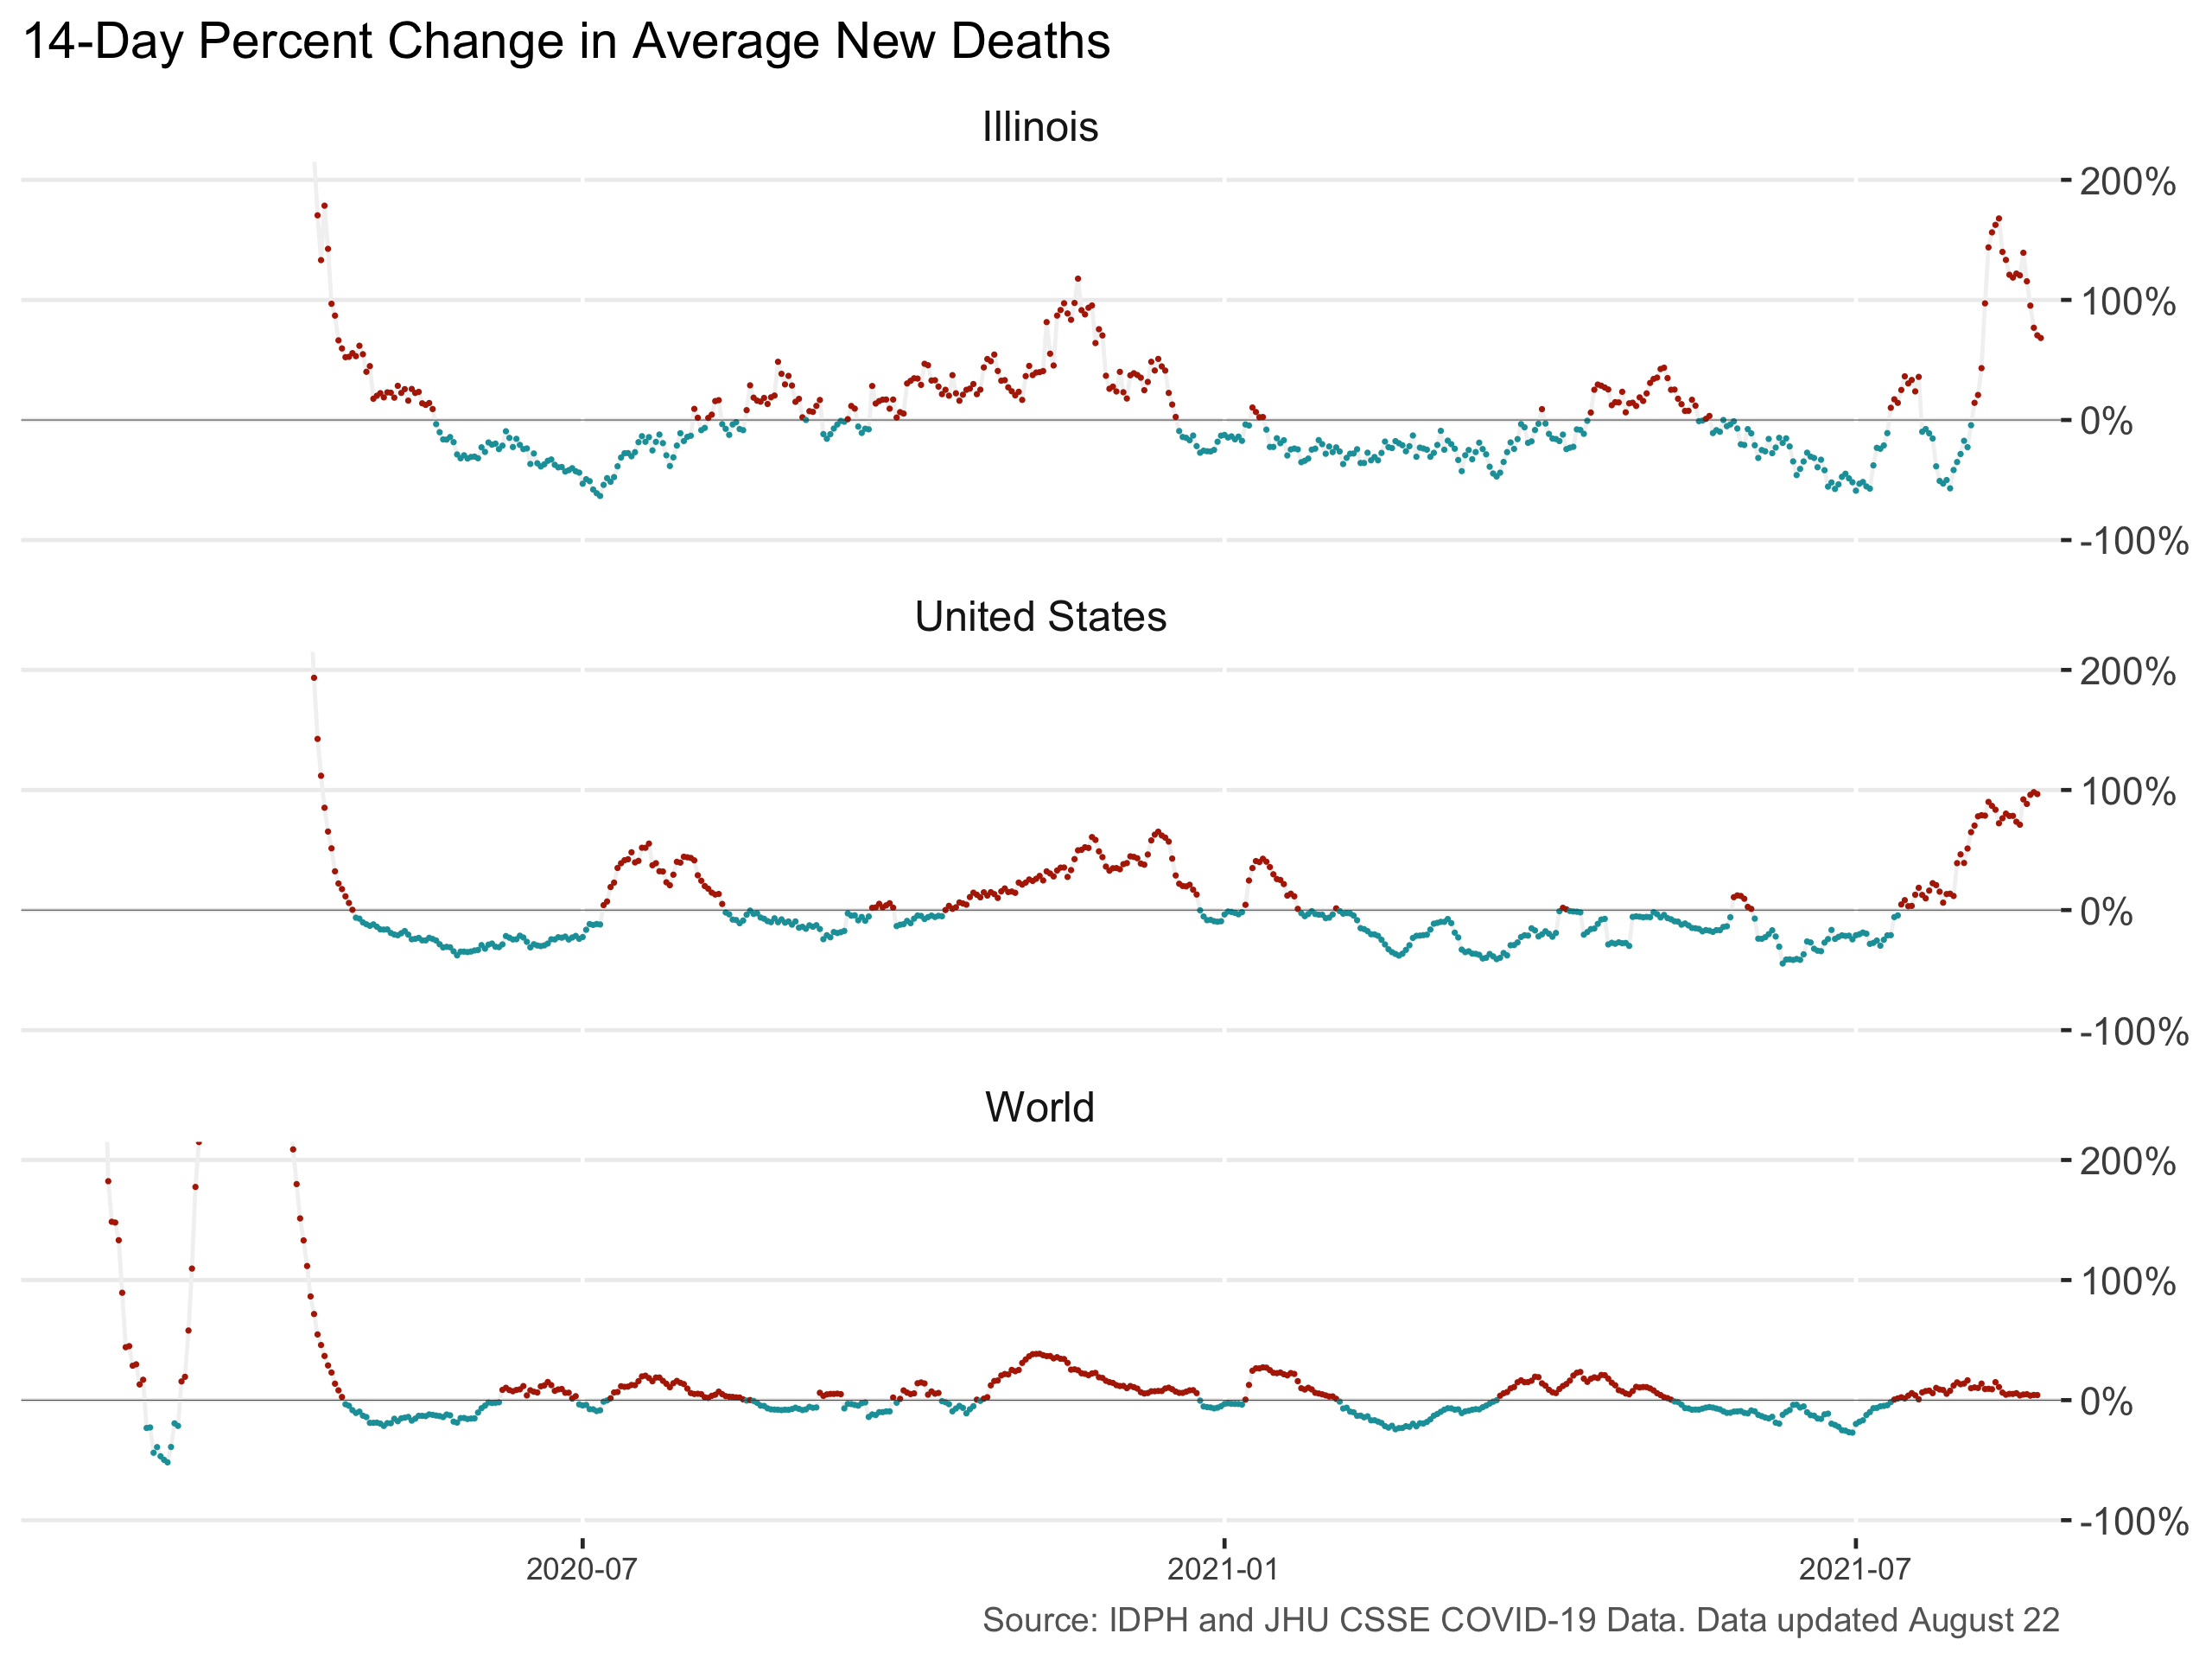 14-Day Percent Change in Average New Deaths
Illinois
200%
100%
0%
-100%
United States
200%
100%
0%
-100%
World
200%
100%
0%
-100%
2020-07 2021-01 2021-07
Source: IDPH and JHU CSSE COVID-19 Data. Data updated August 22